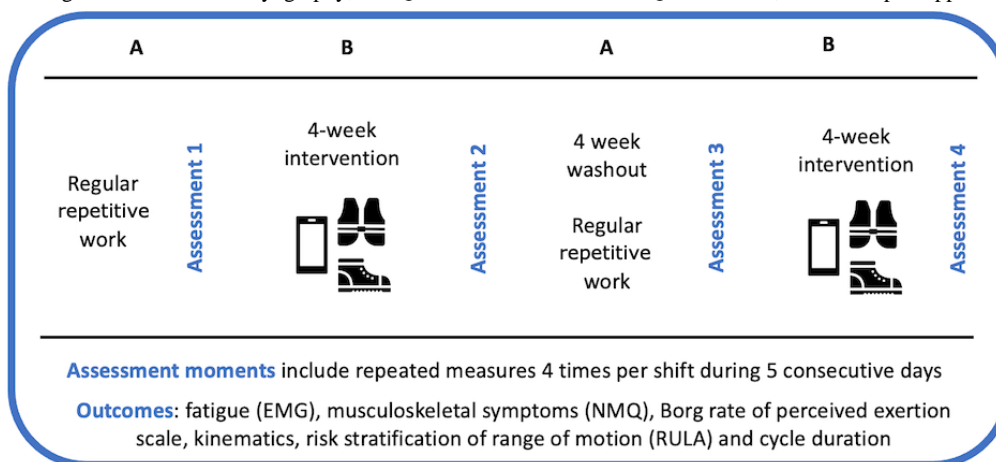 A B A B
Regular
repetitive
work
Assessment 1
4-week
intervention
Assessment 2
4 week
washout
Regular
repetitive
work
Assessment 3
4-week
intervention
Assessment 4
Assessment moments include repeated measures 4 times per shift during 5 consecutive days
Outcomes: fatigue (EMG), musculoskeletal symptoms (NMQ), Borg rate of perceived exertion
scale, kinematics, risk stratification of range of motion (RULA) and cycle duration